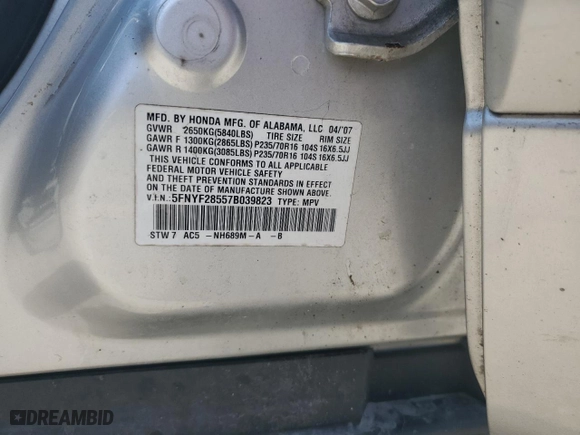 MFD. BY HONDA MFG. OF ALABAMA, LLC 04/'07
GVWR 2650KG(5840LBS) TIRE SIZE RIM SIZE
GAWR F 1300KG(2865LBS) P235/70R16 104S 16X6.5JJ
GAWR R 1400KG(3085LBS) P235/70R16 104S 16X6.5JJ
THIS VEHICLE CONFORMS TO ALL APPLICABLE
FEDERAL MOTOR VEHICLE SAFETY
AND THEFT PREVENTION STANDARDS IN EFFECT
ON THE DATE OF MANUFACTURE SHOWN ABOVE.
V.I.N.: 5FNYF28557B039823 TYPE: MPV
STW 7 AC5 -NH689M-A -B
DREAMBID